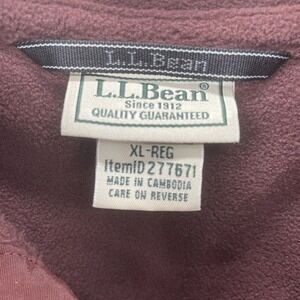 L.L.Bean
L.L.Bean®
Since 1912
QUALITY GUARANTEED
XL-REG
ItemID 277671
MADE IN CAMBODIA
CARE ON REVERSE